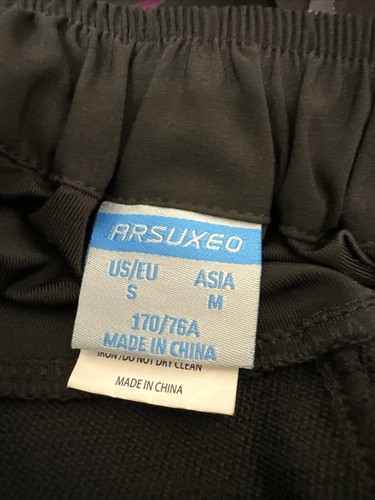 ARSUXEO
US/EU ASIA
S M
170/76A
MADE IN CHINA
IRON/DO NOT DRY CLEAN
MADE IN CHINA